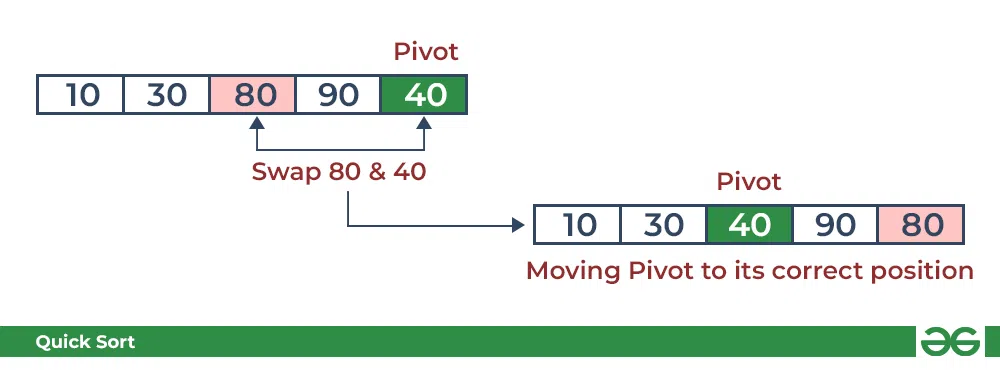 Pivot
10 30 80 90 40
Swap 80 & 40
Pivot
10 30 40 90 80
Moving Pivot to its correct position
Quick Sort